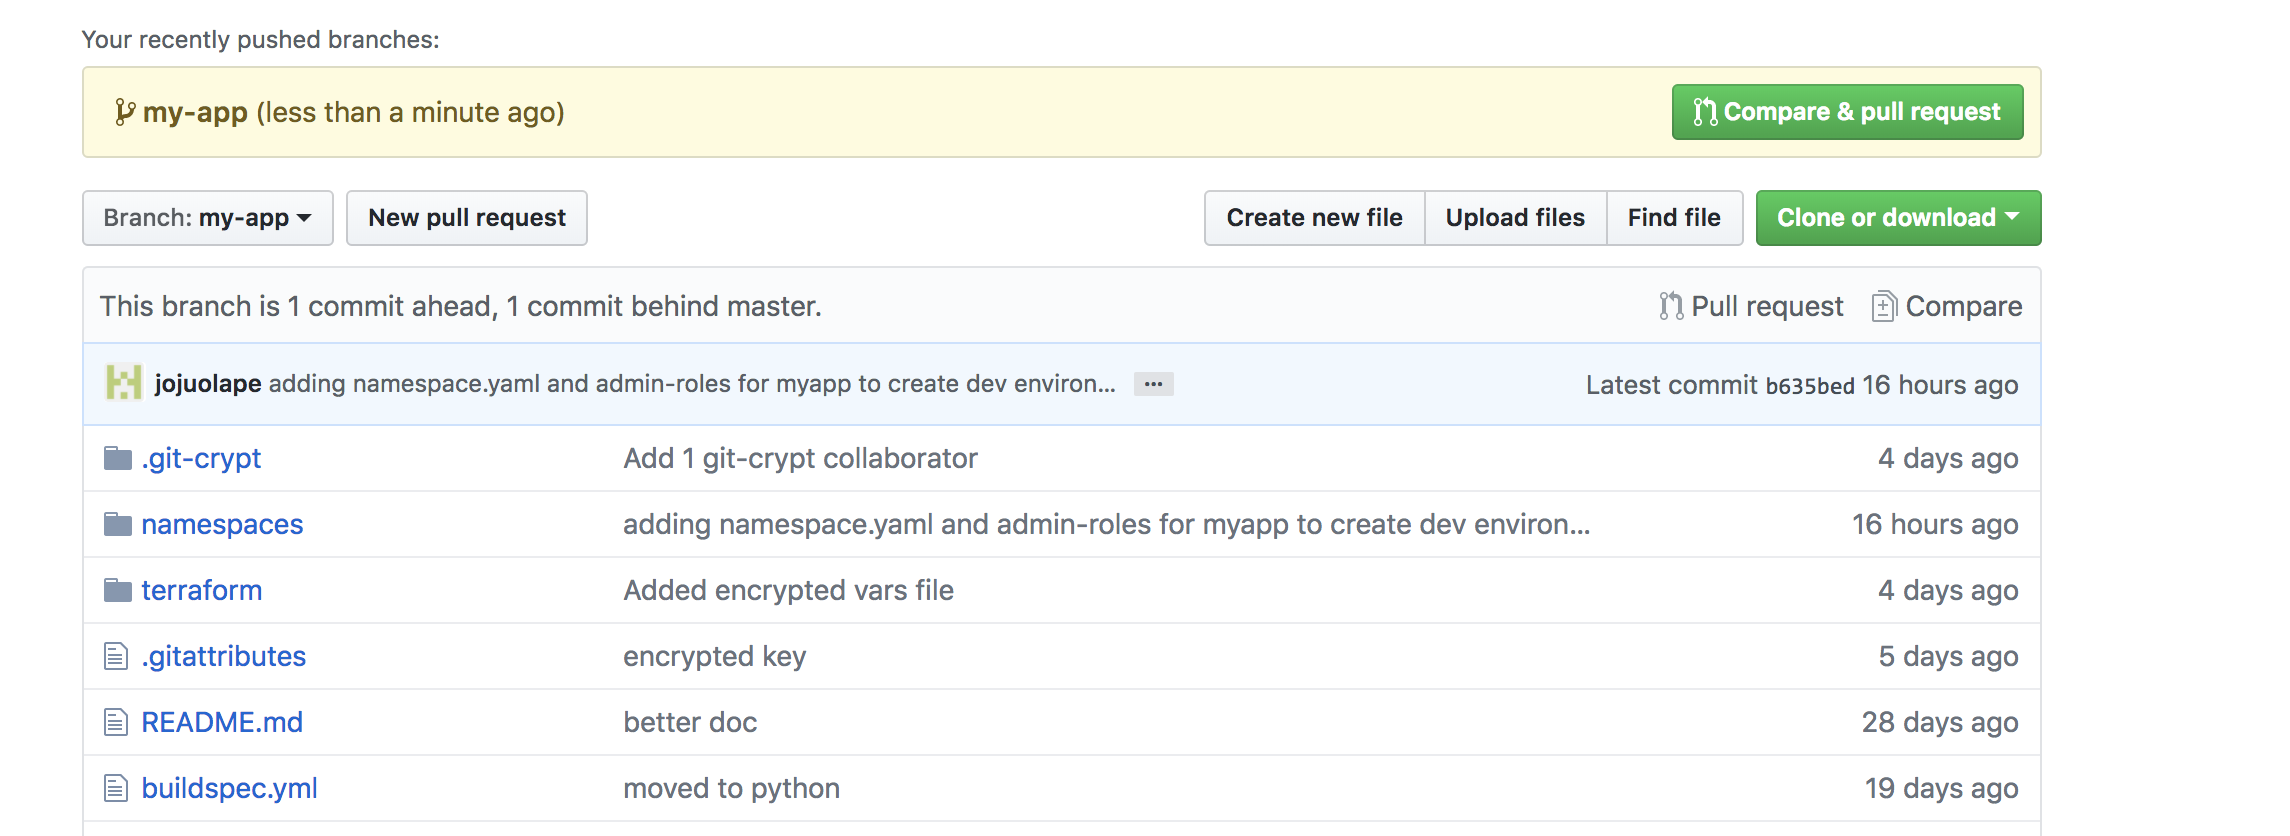 Your recently pushed branches:
my-app (less than a minute ago) Compare & pull request
Branch: my-app New pull request Create new file Upload files Find file Clone or download
This branch is 1 commit ahead, 1 commit behind master. Pull request Compare
jojuolape adding namespace.yaml and admin-roles for myapp to create dev environ... ... Latest commit b635bed 16 hours ago
.git-crypt Add 1 git-crypt collaborator 4 days ago
namespaces adding namespace.yaml and admin-roles for myapp to create dev environ... 16 hours ago
terraform Added encrypted vars file 4 days ago
.gitattributes encrypted key 5 days ago
README.md better doc 28 days ago
buildspec.yml moved to python 19 days ago